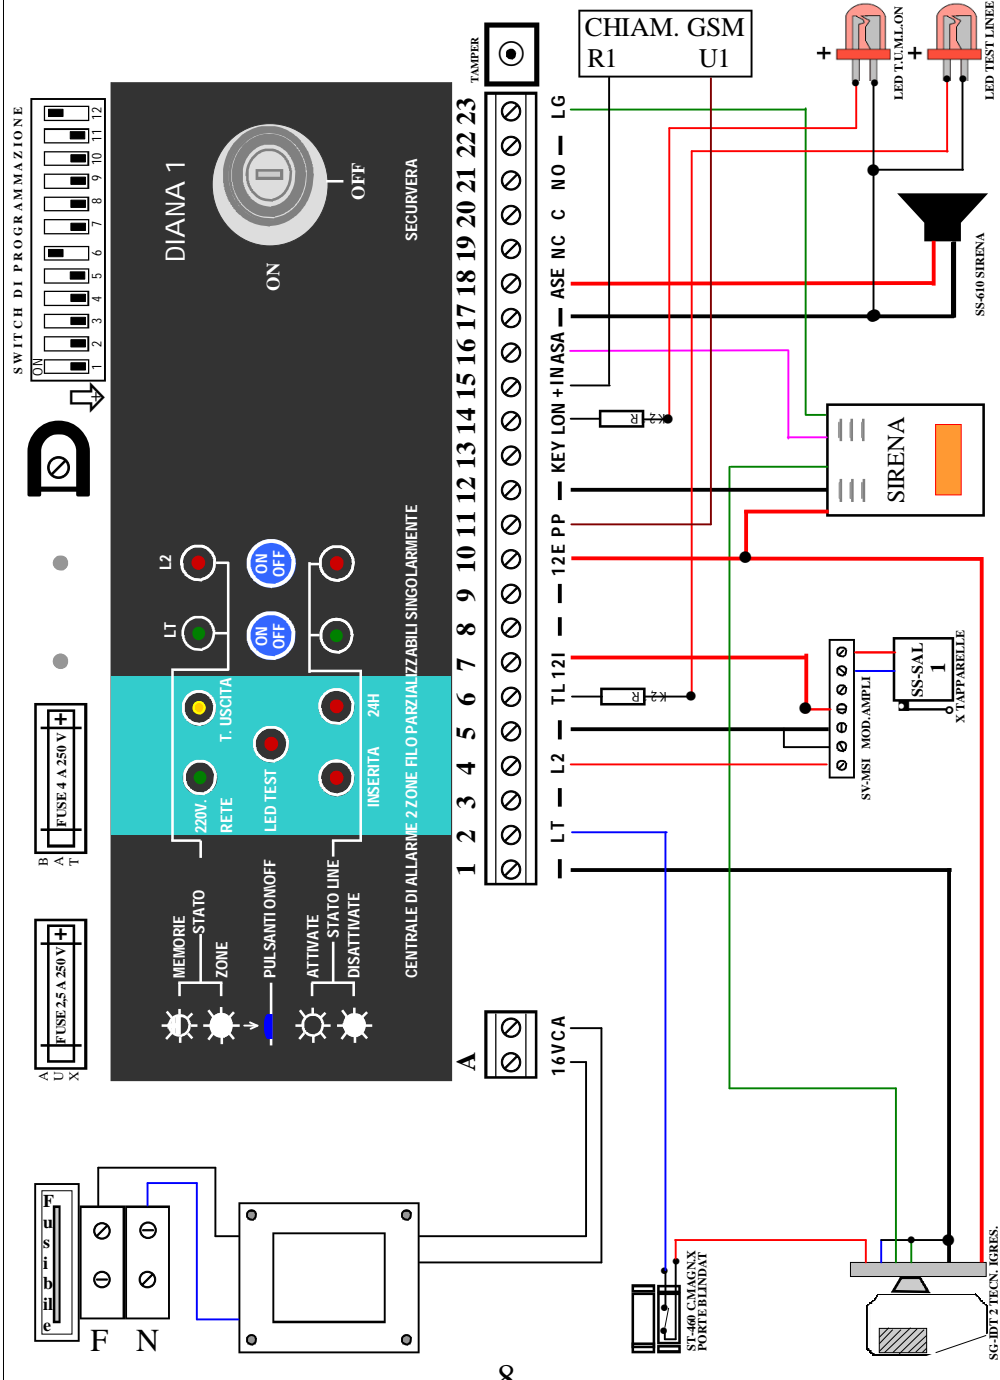 SWITCH DI PROGRAMMAZIONE
ON
1 2 3 4 5 6 7 8 9 10 11 12
FUSE 4 A 250 V +
BAT
FUSE 2,5 A 250 V +
AUX
Fusibile
F N
DIANA 1
ON
OFF
SECURVERA
LT
L2
ON OFF
ON OFF
220V.
RETE
T. USCITA
LED TEST
INSERITA
24H
MEMORIE
STATO
ZONE
PULSANTI ON/OFF
ATTIVATE
STATO LINE
DISATTIVATE
CENTRALE DI ALLARME 2 ZONE FILO PARZIALIZZABILI SINGOLARMENTE
TAMPER
A
1 2 3 4 5 6 7 8 9 10 11 12 13 14 15 16 17 18 19 20 21 22 23
16VCA
— LT — L2 — TL 12I — — 12E PP — KEY LON +IN ASA — ASE NC C NO — LG
CHIAM. GSM
R1 U1
R K2
R K2
+
LED T.U.M.L.ON
+
LED TEST LINEE
SS-610 SIRENA
SIRENA
SV-MSI MOD.AMPLI
SS-SAL
1
X TAPPARELLE
ST-460 C.MAGN.X
PORTE BLINDAT
SG-IDT 2 TECN. IGRES.
8